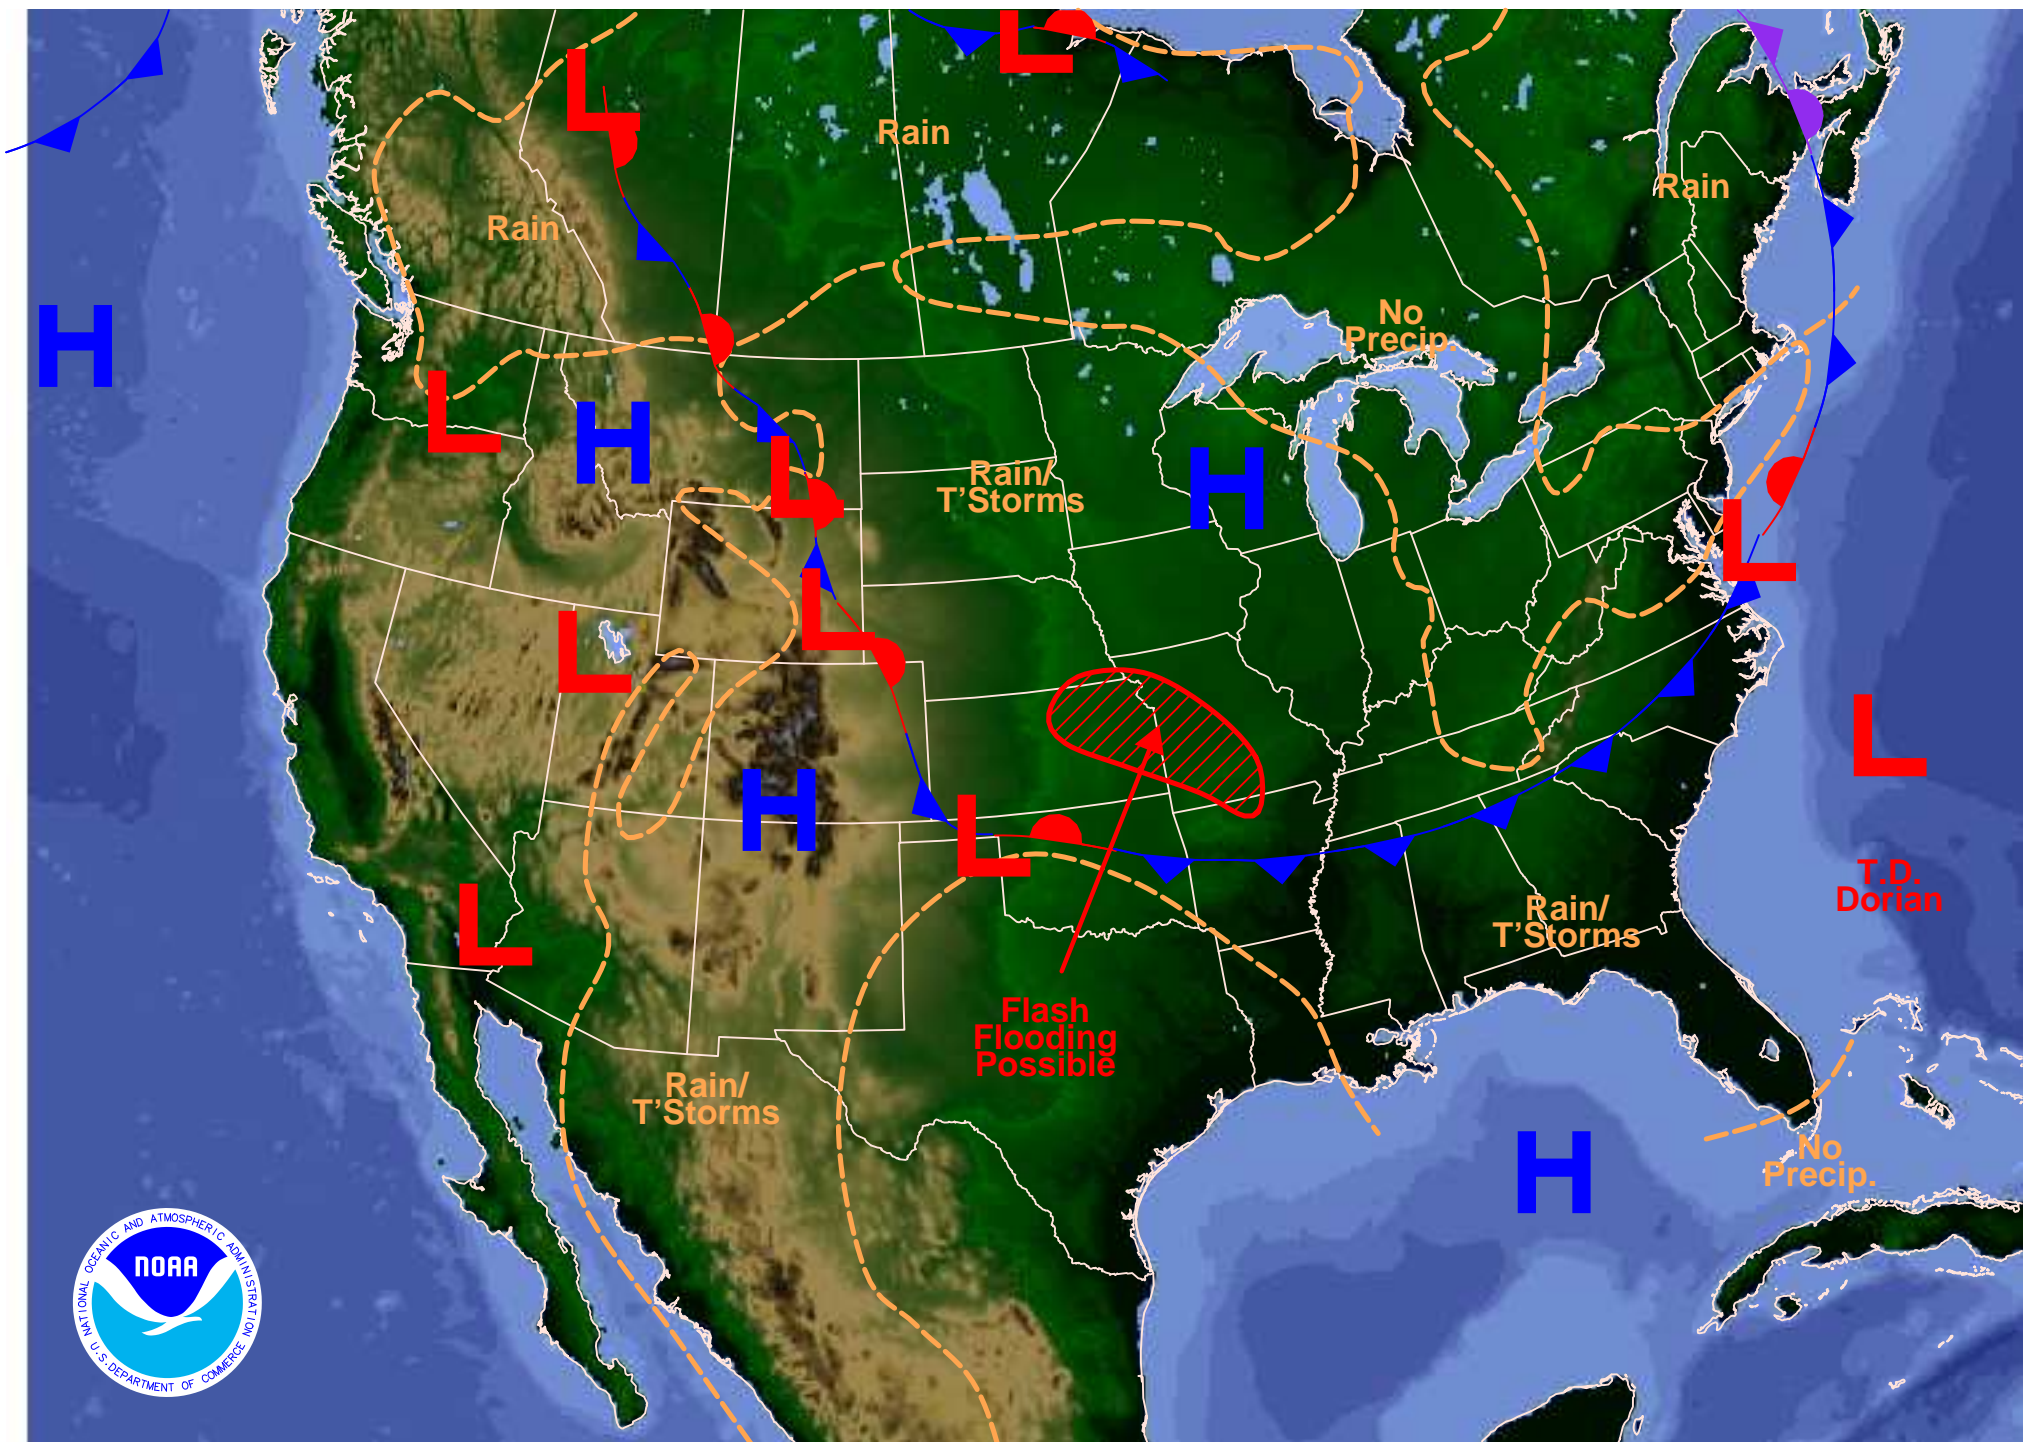 L
L
Rain
Rain
Rain
H
No
Precip.
L
H
L
H
Rain/
T'Storms
L
L
L
H
L
L
T.D.
Dorian
L
Rain/
T'Storms
Flash
Flooding
Possible
Rain/
T'Storms
H
No
Precip.
NATIONAL OCEANIC AND ATMOSPHERIC ADMINISTRATION
NOAA
U.S. DEPARTMENT OF COMMERCE